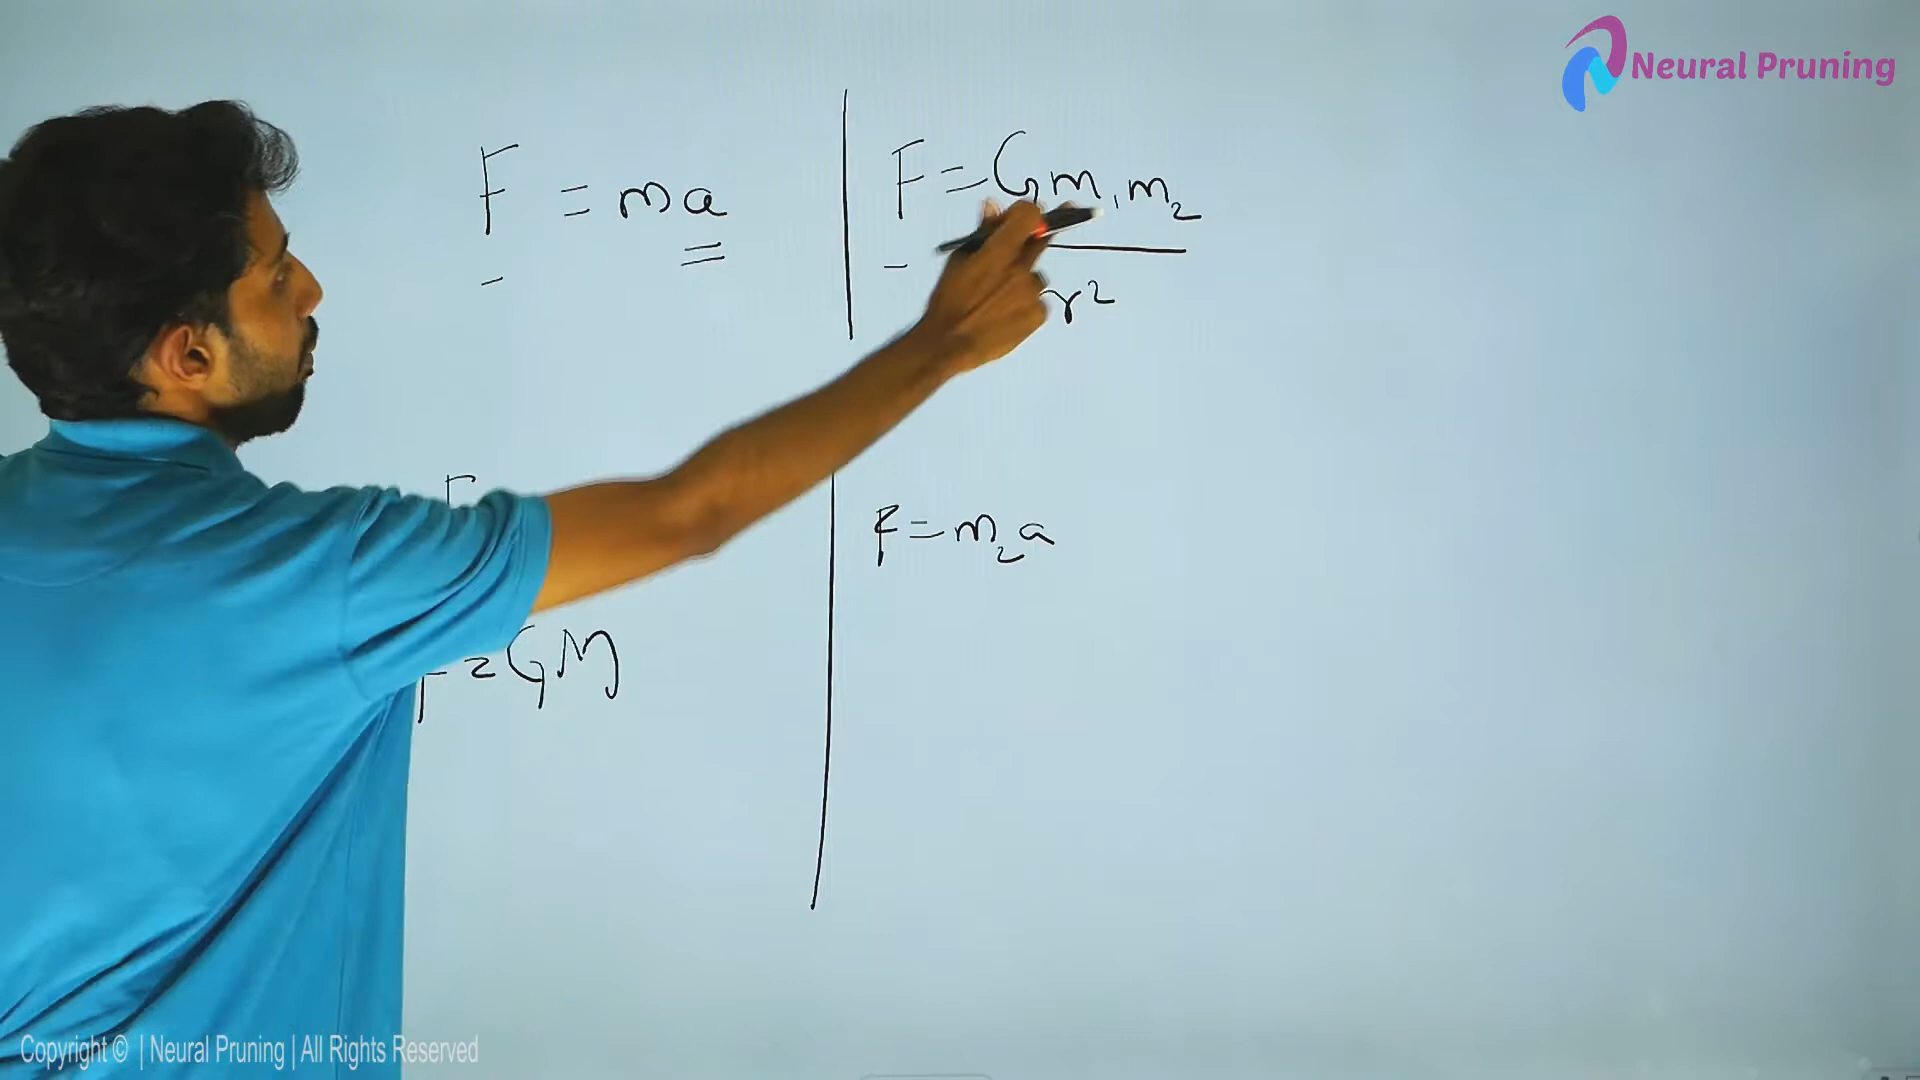 Neural Pruning
F = ma
F = Gm₁m₂
r²
F
F = m₂a
F = GM
Copyright © | Neural Pruning | All Rights Reserved